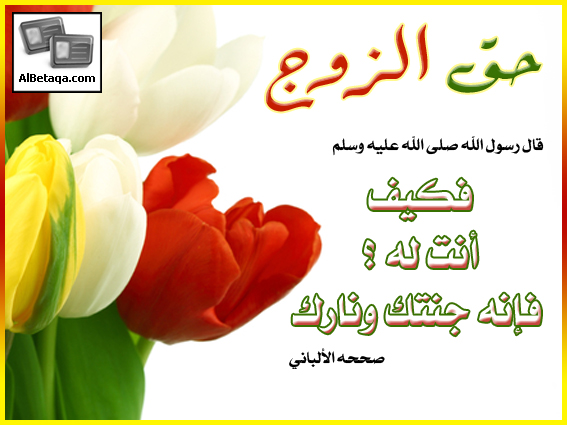 AlBetaqa.com
حق الزوج
قال رسول الله صلى الله عليه وسلم
فكيف
أنت له ؟
فإنه جنتك ونارك
صححه الألباني